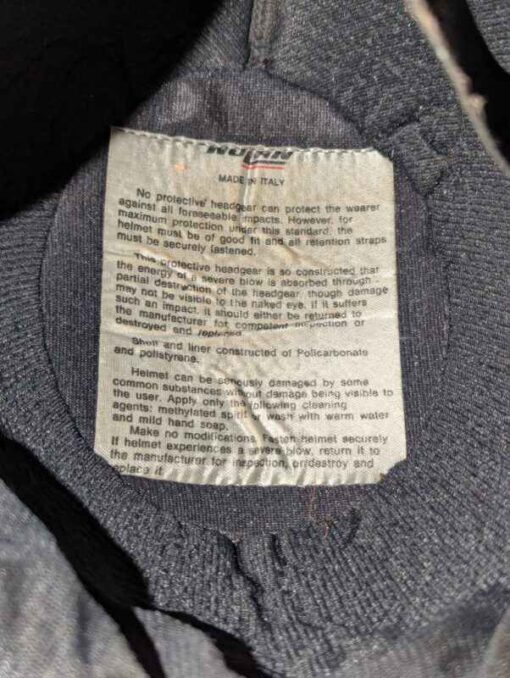 NOLAN
MADE IN ITALY
No protective headgear can protect the wearer
against all foreseeable impacts. However, for
maximum protection under this standard, the
helmet must be of good fit and all retention straps
must be securely fastened.
This protective headgear is so constructed that
the energy of a severe blow is absorbed through
partial destruction of the headgear, though damage
may not be visible to the naked eye. If it suffers
such an impact, it should either be returned to
the manufacturer for competent inspection or
destroyed end replaced
Shell and liner constructed of Policarbonate
and polistyrene.
Helmet can be seriously damaged by some
common substances without damage being visible to
the user. Apply only the following cleaning
agents: methylated spirit or wash with warm water
and mild hand soap.
Make no modifications. Fasten helmet securely
If helmet experiences a severe blow, return it to
the manufacturer for inspection, or destroy and
replace it